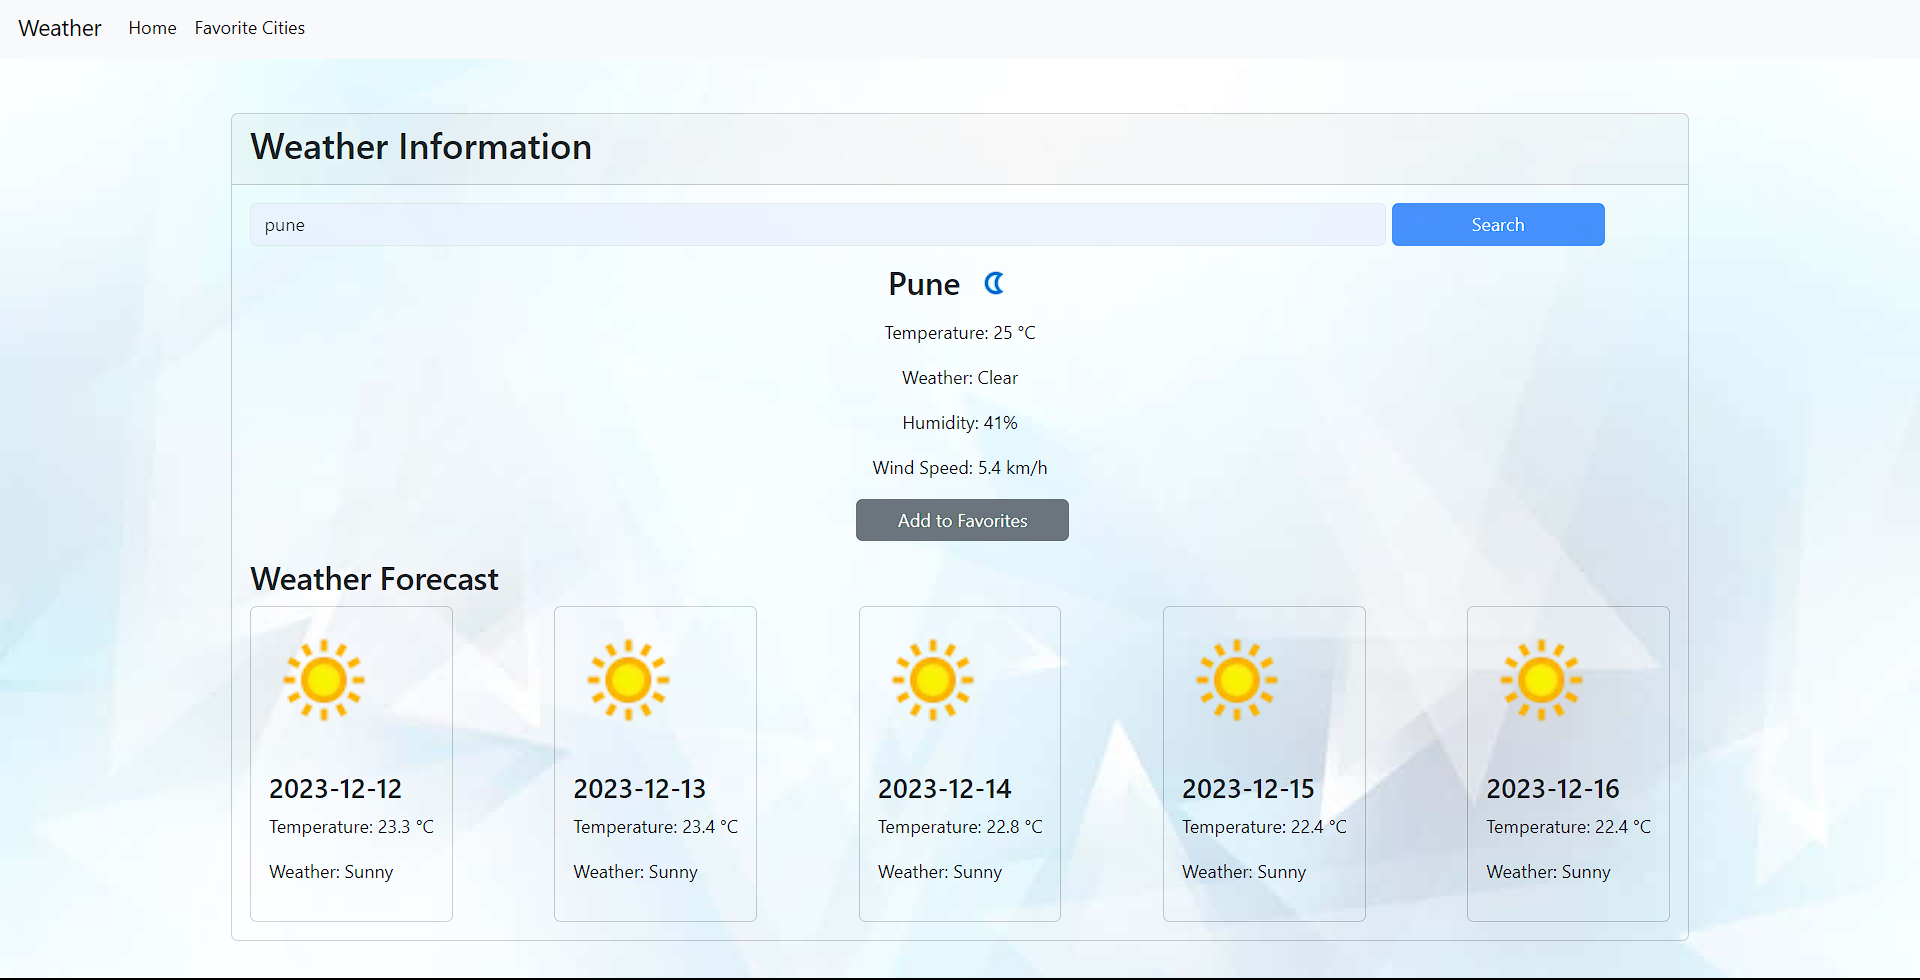 Weather Home Favorite Cities
Weather Information
pune Search
Pune
Temperature: 25 °C
Weather: Clear
Humidity: 41%
Wind Speed: 5.4 km/h
Add to Favorites
Weather Forecast
2023-12-12
Temperature: 23.3 °C
Weather: Sunny
2023-12-13
Temperature: 23.4 °C
Weather: Sunny
2023-12-14
Temperature: 22.8 °C
Weather: Sunny
2023-12-15
Temperature: 22.4 °C
Weather: Sunny
2023-12-16
Temperature: 22.4 °C
Weather: Sunny